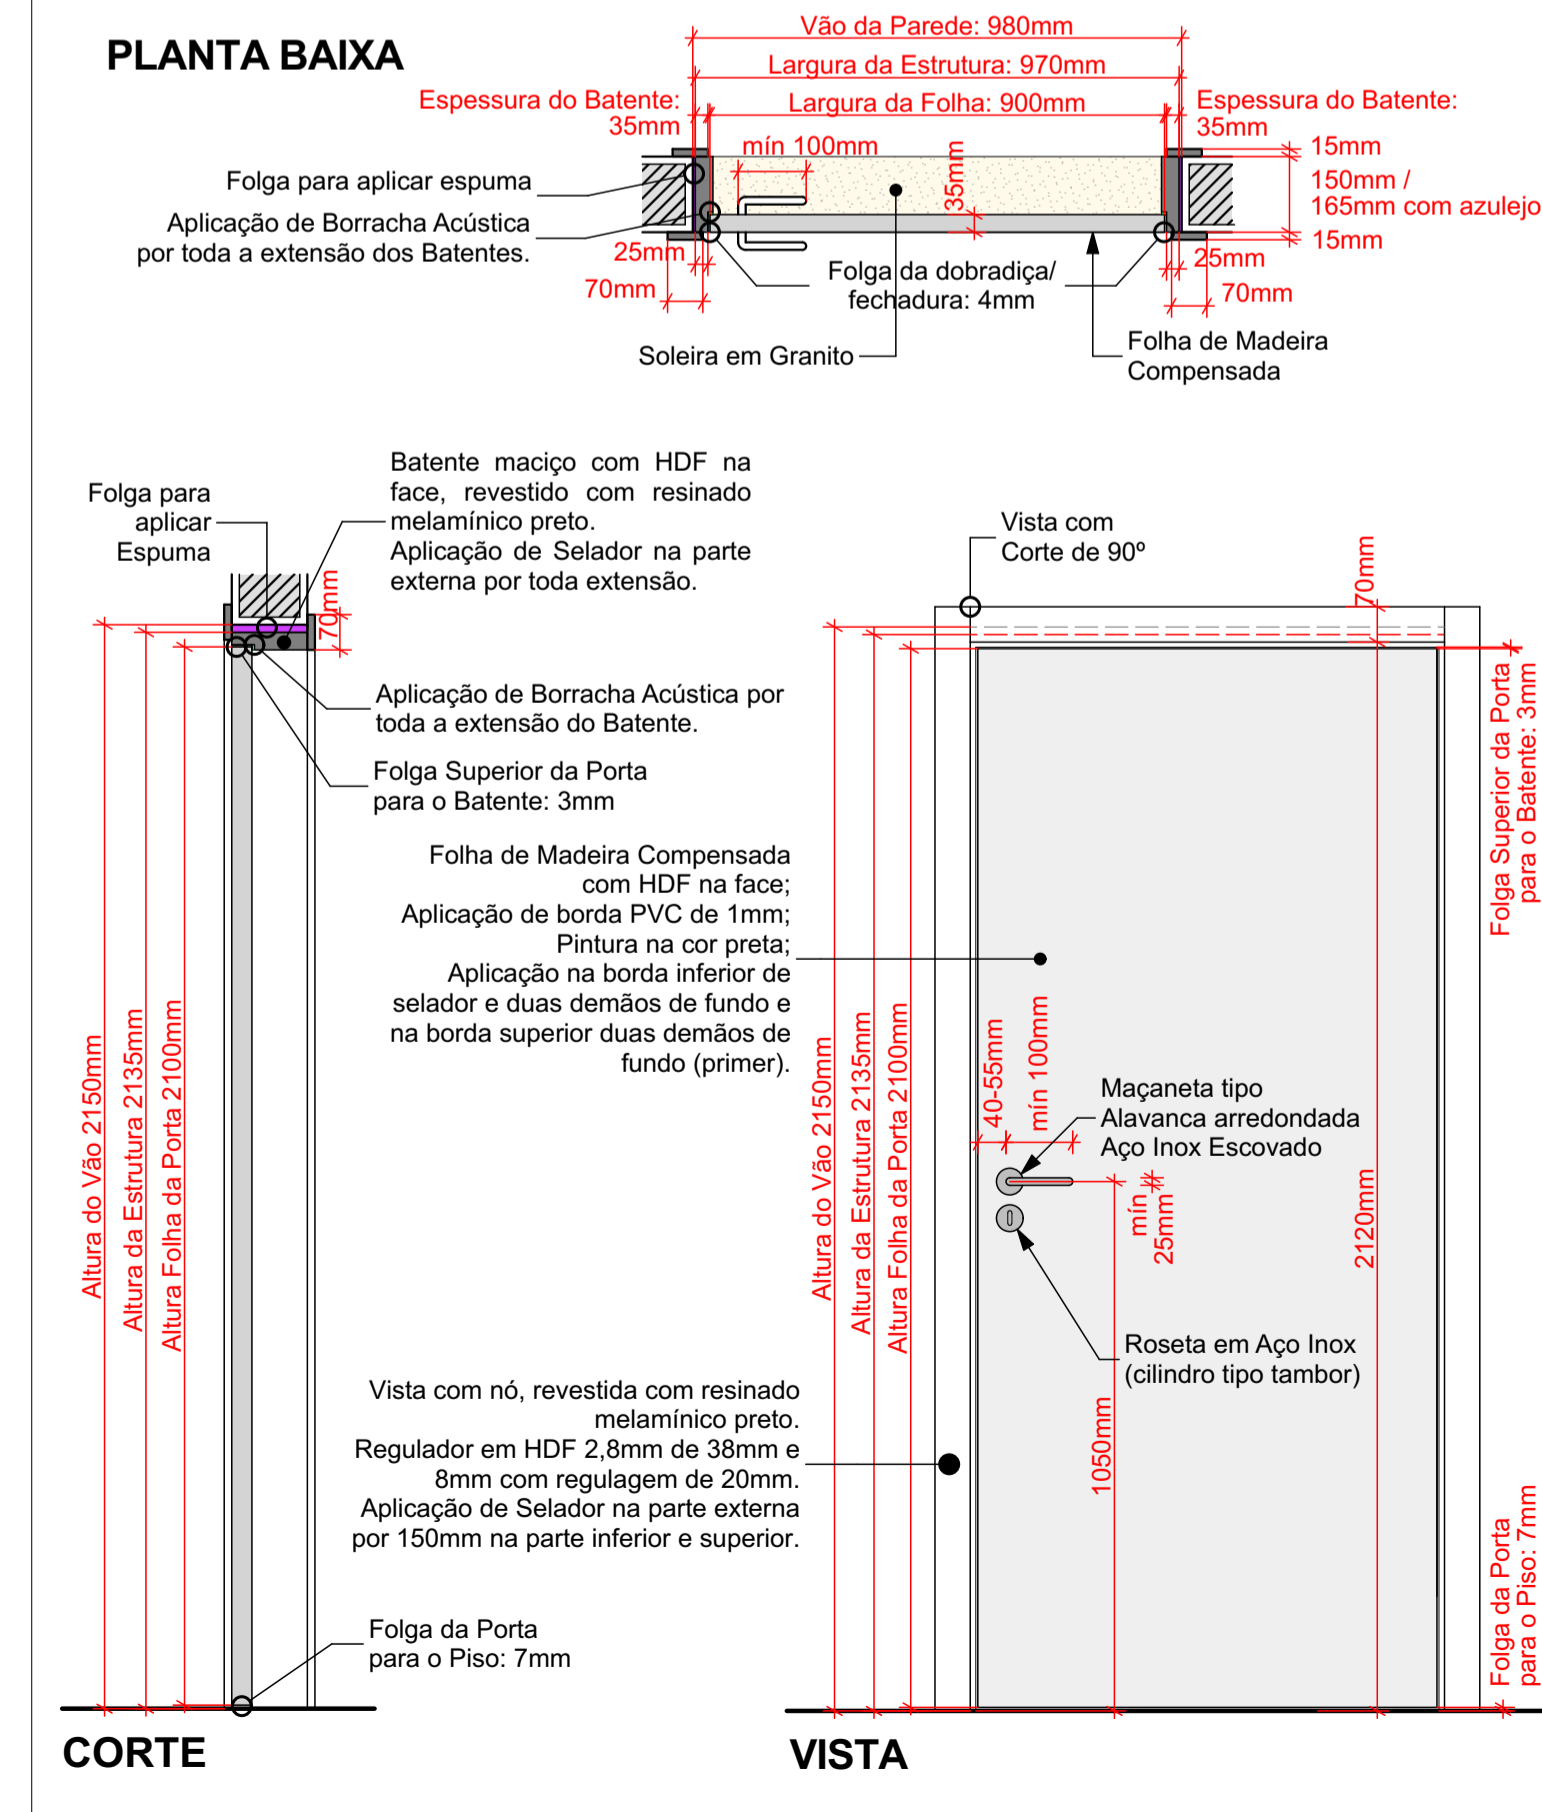 PLANTA BAIXA
Vão da Parede: 980mm
Largura da Estrutura: 970mm
Largura da Folha: 900mm
Espessura do Batente:
35mm
Espessura do Batente:
35mm
mín 100mm
35mm
15mm
150mm /
165mm com azulejo
15mm
Folga para aplicar espuma
Aplicação de Borracha Acústica
por toda a extensão dos Batentes.
25mm
70mm
25mm
70mm
Folga da dobradiça/
fechadura: 4mm
Soleira em Granito
Folha de Madeira
Compensada
Folga para
aplicar
Espuma
Batente maciço com HDF na
face, revestido com resinado
melamínico preto.
Aplicação de Selador na parte
externa por toda extensão.
70mm
Aplicação de Borracha Acústica por
toda a extensão do Batente.
Folga Superior da Porta
para o Batente: 3mm
Folha de Madeira Compensada
com HDF na face;
Aplicação de borda PVC de 1mm;
Pintura na cor preta;
Aplicação na borda inferior de
selador e duas demãos de fundo e
na borda superior duas demãos de
fundo (primer).
Altura do Vão 2150mm
Altura da Estrutura 2135mm
Altura Folha da Porta 2100mm
Vista com nó, revestida com resinado
melamínico preto.
Regulador em HDF 2,8mm de 38mm e
8mm com regulagem de 20mm.
Aplicação de Selador na parte externa
por 150mm na parte inferior e superior.
Folga da Porta
para o Piso: 7mm
CORTE
Vista com
Corte de 90º
70mm
Folga Superior da Porta
para o Batente: 3mm
Altura do Vão 2150mm
Altura da Estrutura 2135mm
Altura Folha da Porta 2100mm
40-55mm
mín 100mm
Maçaneta tipo
Alavanca arredondada
Aço Inox Escovado
mín
25mm
2120mm
Roseta em Aço Inox
(cilindro tipo tambor)
1050mm
Folga da Porta
para o Piso: 7mm
VISTA